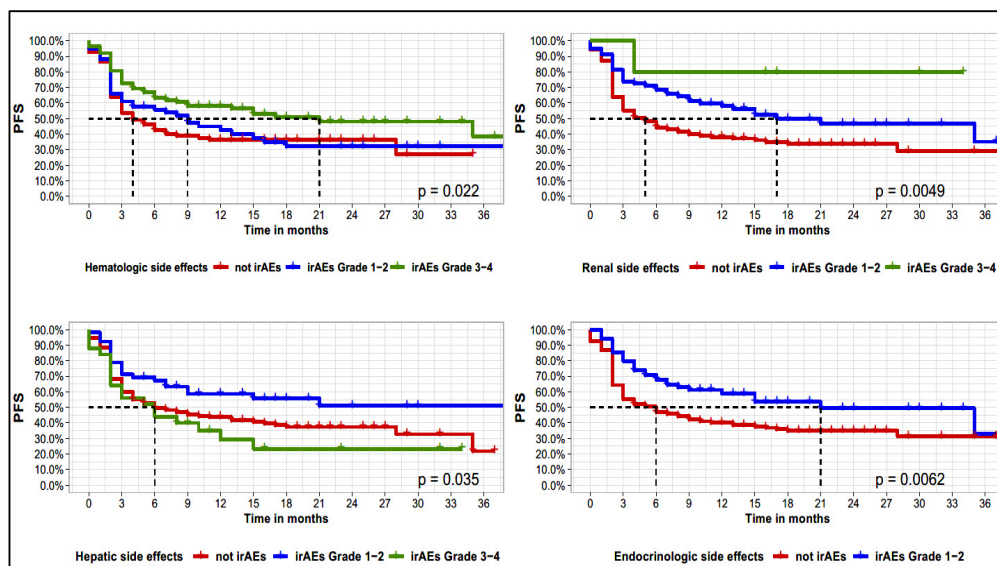 PFS
100.0%
90.0%
80.0%
70.0%
60.0%
50.0%
40.0%
30.0%
20.0%
10.0%
0.0%
p = 0.022
0 3 6 9 12 15 18 21 24 27 30 33 36
Time in months
Hematologic side effects not irAEs irAEs Grade 1−2 irAEs Grade 3−4
PFS
100.0%
90.0%
80.0%
70.0%
60.0%
50.0%
40.0%
30.0%
20.0%
10.0%
0.0%
p = 0.0049
0 3 6 9 12 15 18 21 24 27 30 33 36
Time in months
Renal side effects not irAEs irAEs Grade 1−2 irAEs Grade 3−4
PFS
100.0%
90.0%
80.0%
70.0%
60.0%
50.0%
40.0%
30.0%
20.0%
10.0%
0.0%
p = 0.035
0 3 6 9 12 15 18 21 24 27 30 33 36
Time in months
Hepatic side effects not irAEs irAEs Grade 1−2 irAEs Grade 3−4
PFS
100.0%
90.0%
80.0%
70.0%
60.0%
50.0%
40.0%
30.0%
20.0%
10.0%
0.0%
p = 0.0062
0 3 6 9 12 15 18 21 24 27 30 33 36
Time in months
Endocrinologic side effects not irAEs irAEs Grade 1−2